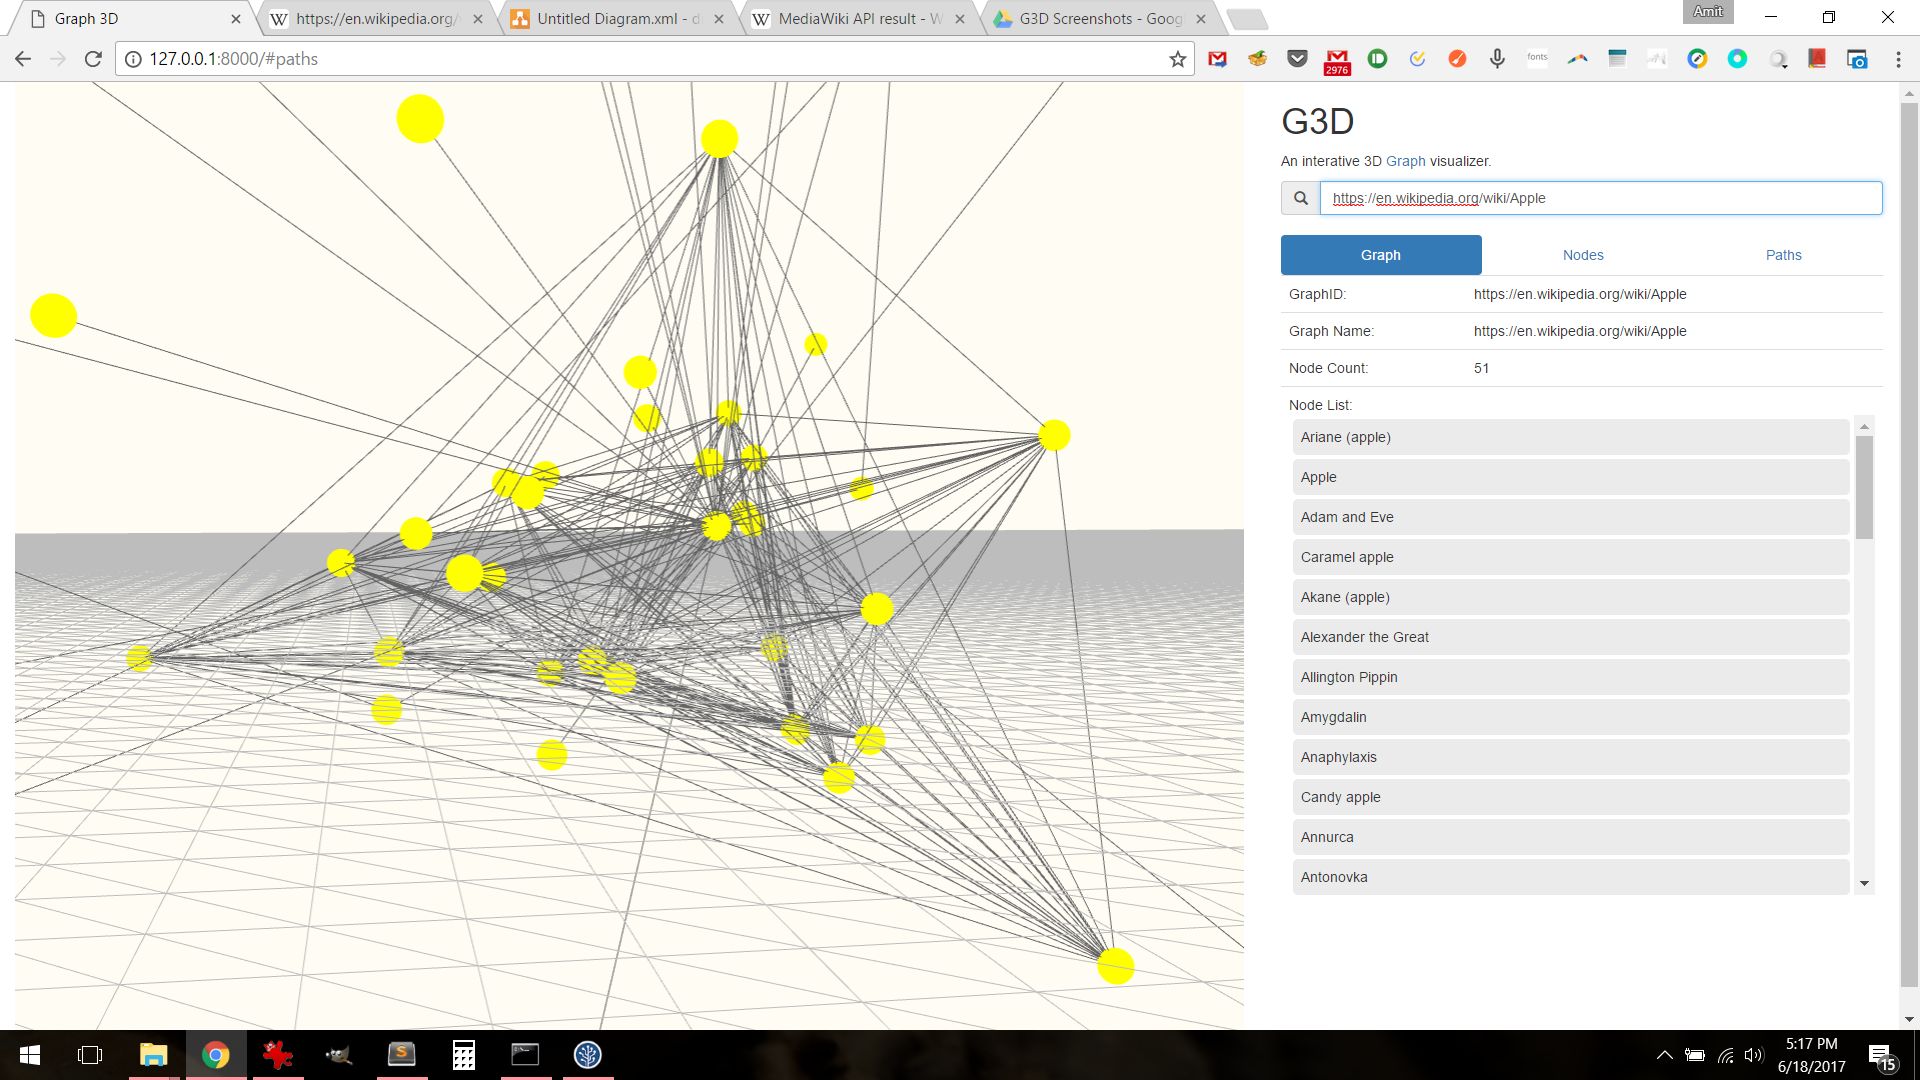 Graph 3D
https://en.wikipedia.org/
Untitled Diagram.xml - d
MediaWiki API result - W
G3D Screenshots - Goog
Amit
127.0.0.1:8000/#paths
2976
fonts
G3D
An interative 3D Graph visualizer.
https://en.wikipedia.org/wiki/Apple
Graph Nodes Paths
GraphID: https://en.wikipedia.org/wiki/Apple
Graph Name: https://en.wikipedia.org/wiki/Apple
Node Count: 51
Node List:
Ariane (apple)
Apple
Adam and Eve
Caramel apple
Akane (apple)
Alexander the Great
Allington Pippin
Amygdalin
Anaphylaxis
Candy apple
Annurca
Antonovka
5:17 PM
6/18/2017
15